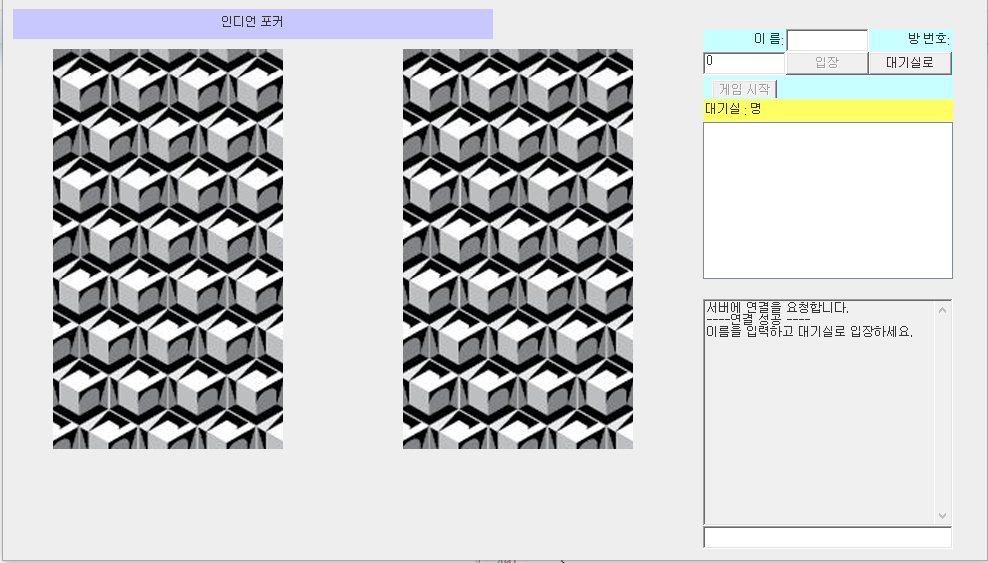 인디언 포커
이 름:
방 번호:
0
입장
대기실로
게임 시작
대기실 : 명
서버에 연결을 요청합니다.
----연결 성공 ----
이름을 입력하고 대기실로 입장하세요.